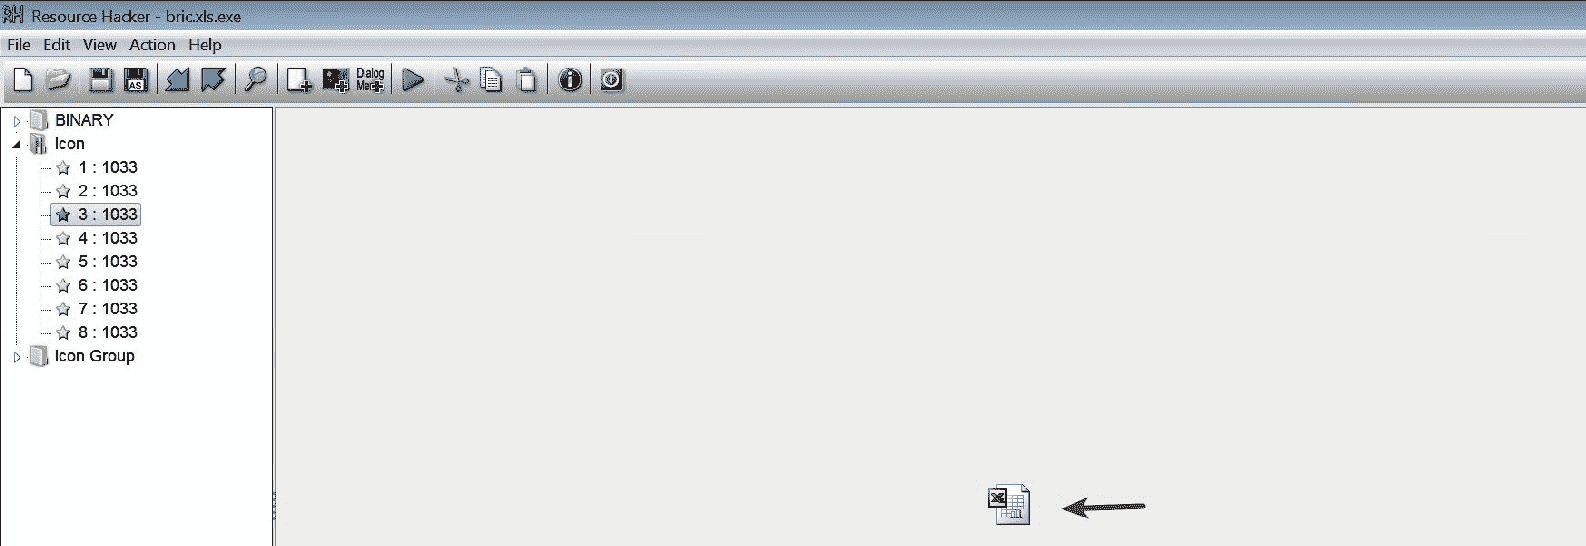 Resource Hacker - bric.xls.exe
File Edit View Action Help
AS
Dialog
Menu
BINARY
Icon
1 : 1033
2 : 1033
3 : 1033
4 : 1033
5 : 1033
6 : 1033
7 : 1033
8 : 1033
Icon Group